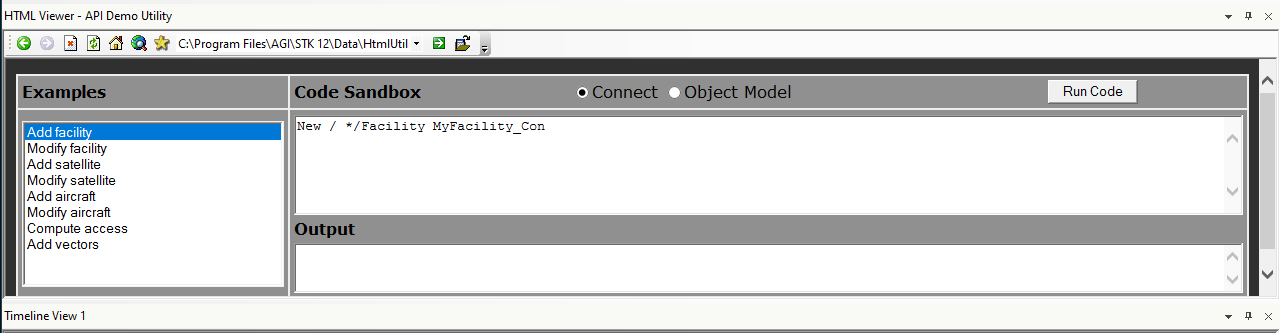 HTML Viewer - API Demo Utility
C:\Program Files\AGI\STK 12\Data\HtmlUtil
Examples
Code Sandbox
Connect
Object Model
Run Code
Add facility
Modify facility
Add satellite
Modify satellite
Add aircraft
Modify aircraft
Compute access
Add vectors
New / */Facility MyFacility_Con
Output
Timeline View 1